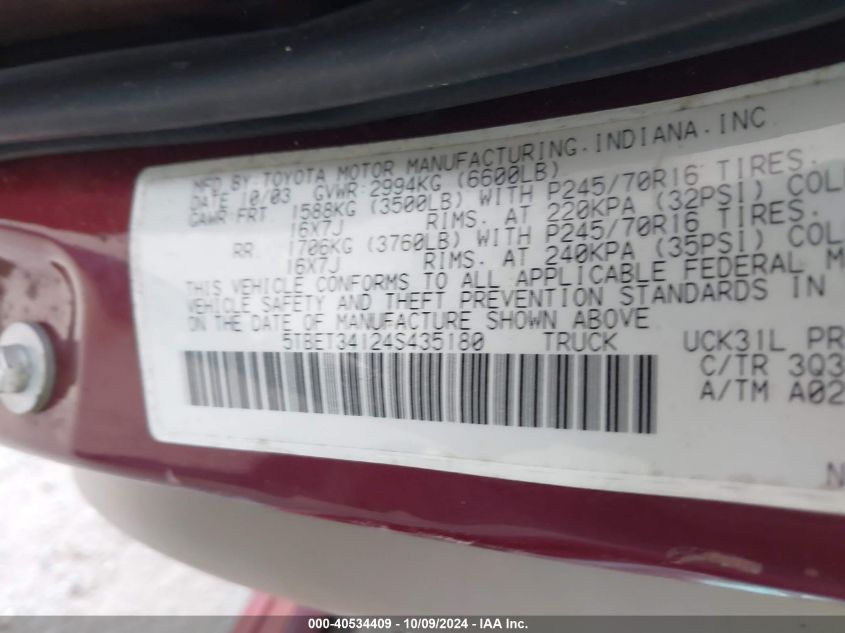 MFD BY TOYOTA MOTOR MANUFACTURING.INDIANA.INC
DATE 10/03 GVWR 2994KG (6600LB)
GAWR:FRT 1588KG (3500LB) WITH P245/70R16 TIRES.
16X7J RIMS. AT 220KPA (32PSI) COL
RR. 1706KG (3760LB) WITH P245/70R16 TIRES.
16X7J RIMS. AT 240KPA (35PSI) COL
THIS VEHICLE CONFORMS TO ALL APPLICABLE FEDERAL M
VEHICLE SAFETY AND THEFT PREVENTION STANDARDS IN
ON THE DATE OF MANUFACTURE SHOWN ABOVE
5TBET34124S435180 TRUCK UCK31L PR
C/TR 3Q3
A/TM A02
N
000-40534409 - 10/09/2024 - IAA Inc.